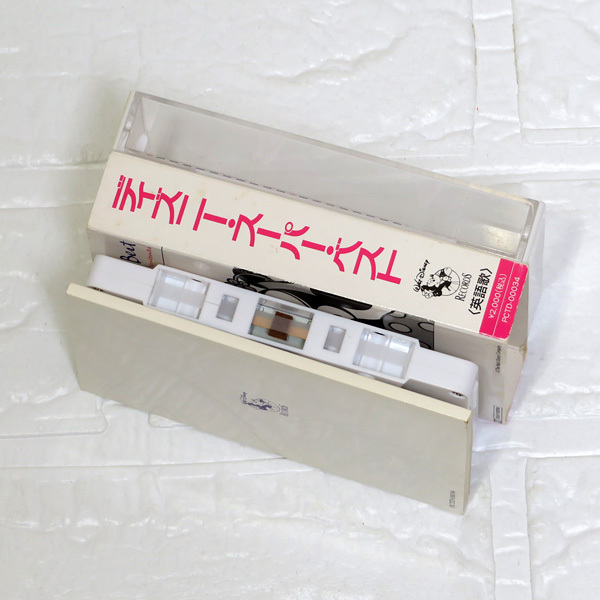 ディズニー・スーパー・ベスト
WALT DISNEY
RECORDS
〈英語歌〉
¥2,000(税込)
PCTD-00034
Best